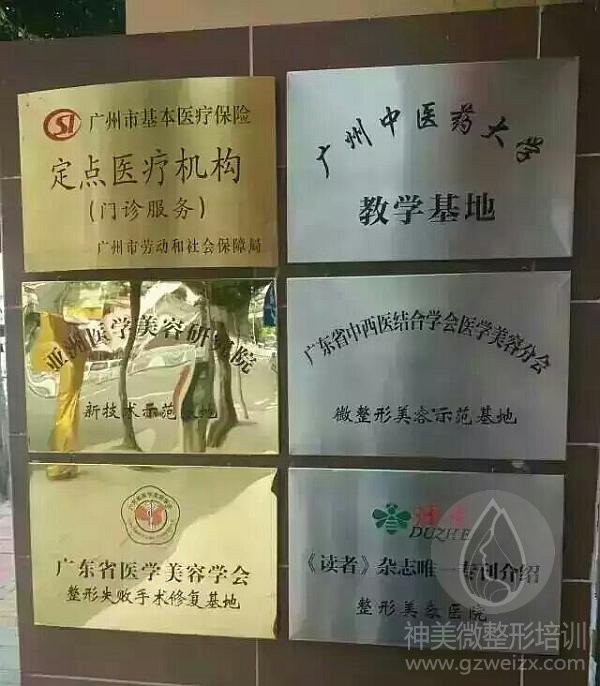 广州市基本医疗保险
定点医疗机构
(门诊服务)
广州市劳动和社会保障局
广州中医药大学
教学基地
亚洲医学美容研究院
新技术示范基地
广东省中西医结合学会医学美容分会
微整形美容示范基地
广东省医学美容学会
整形失败手术修复基地
读者
DUZHE
《读者》杂志唯一专刊介绍
整形美容医院
神美微整形培训
www.gzweizx.com